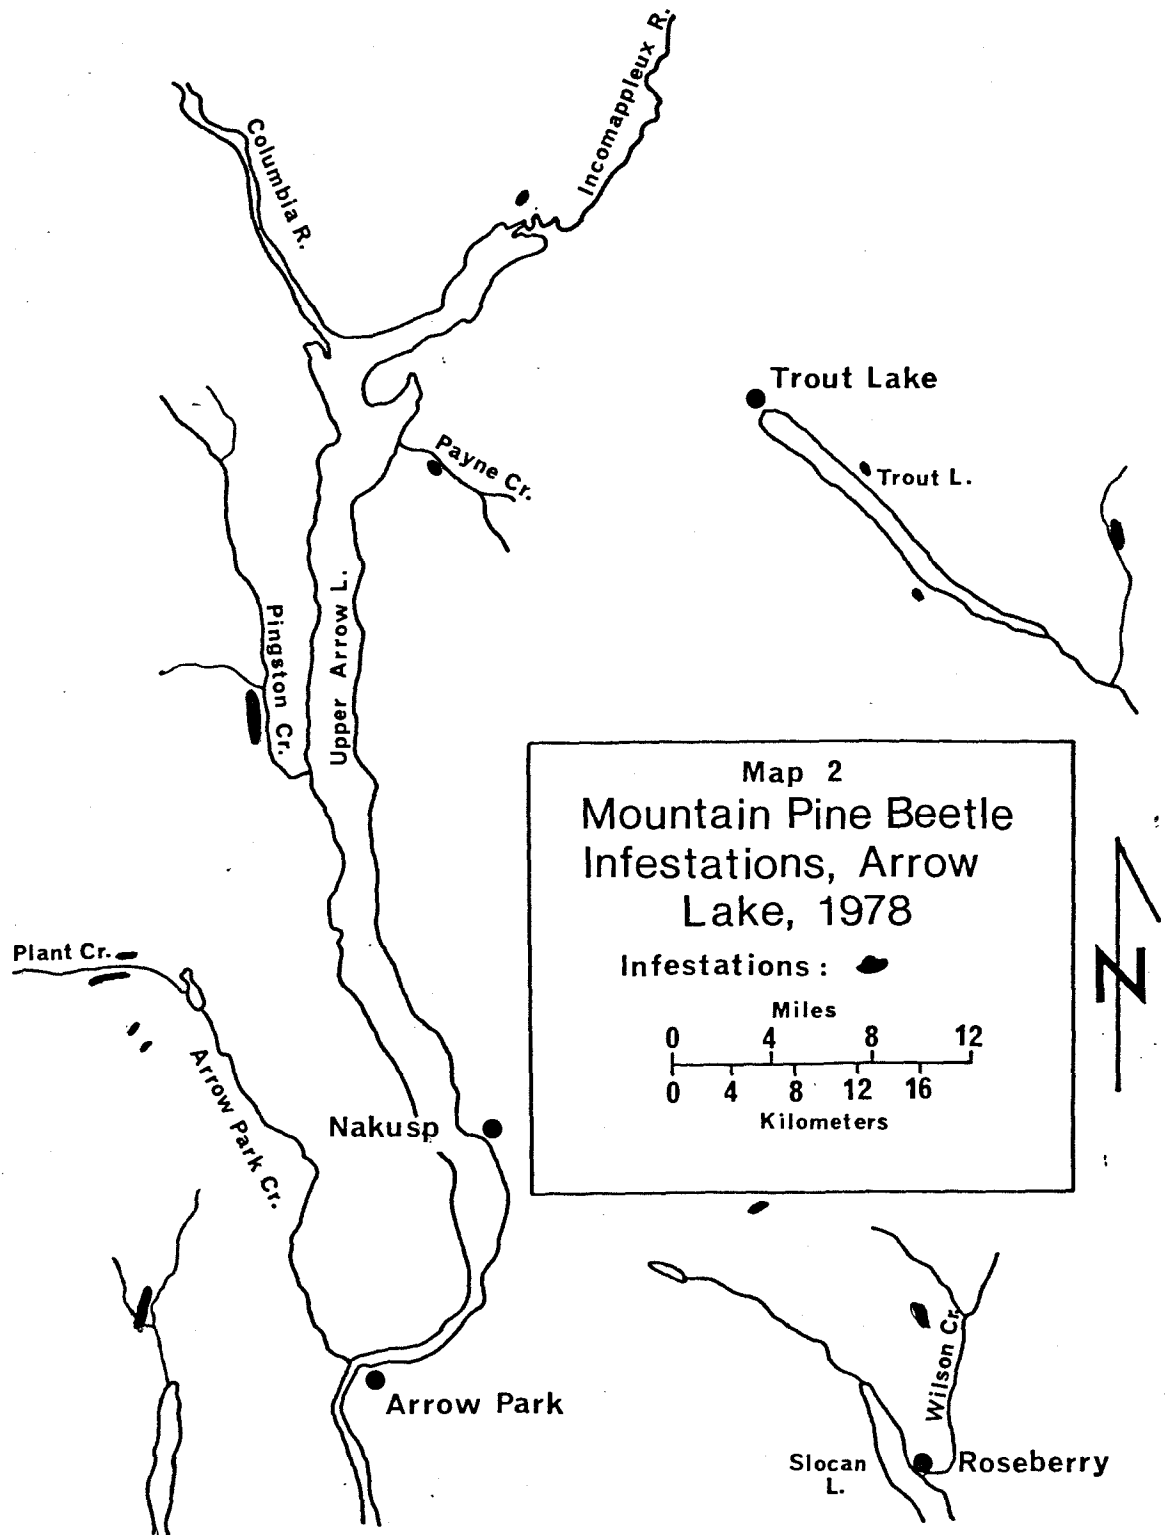 Incomappleux R.
Columbia R.
Trout Lake
Payne Cr.
Trout L.
Upper Arrow L.
Pingston Cr.
Map 2
Mountain Pine Beetle
Infestations, Arrow
Lake, 1978
Infestations:
Miles
0 4 8 12
0 4 8 12 16
Kilometers
N
Plant Cr.
Arrow Park Cr.
Nakusp
Arrow Park
Wilson Cr.
Slocan
L.
Roseberry